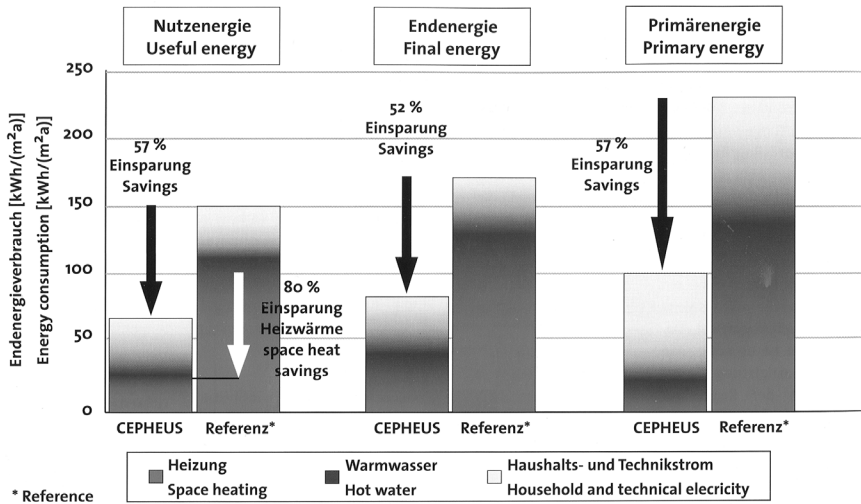 Nutzenergie
Useful energy
Endenergie
Final energy
Primärenergie
Primary energy
Endenergieverbrauch [kWh/(m²a)]
Energy consumption [kWh/(m²a)]
250
200
150
100
50
0
57 %
Einsparung
Savings
80 %
Einsparung
Heizwärme
space heat
savings
52 %
Einsparung
Savings
57 %
Einsparung
Savings
CEPHEUS
Referenz*
CEPHEUS
Referenz*
CEPHEUS
Referenz*
Heizung
Space heating
Warmwasser
Hot water
Haushalts- und Technikstrom
Household and technical elecricity
* Reference